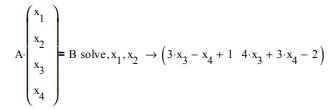 A·(x₁ x₂ x₃ x₄) = B solve,x₁,x₂ → (3·x₃ − x₄ + 1  4·x₃ + 3·x₄ − 2)